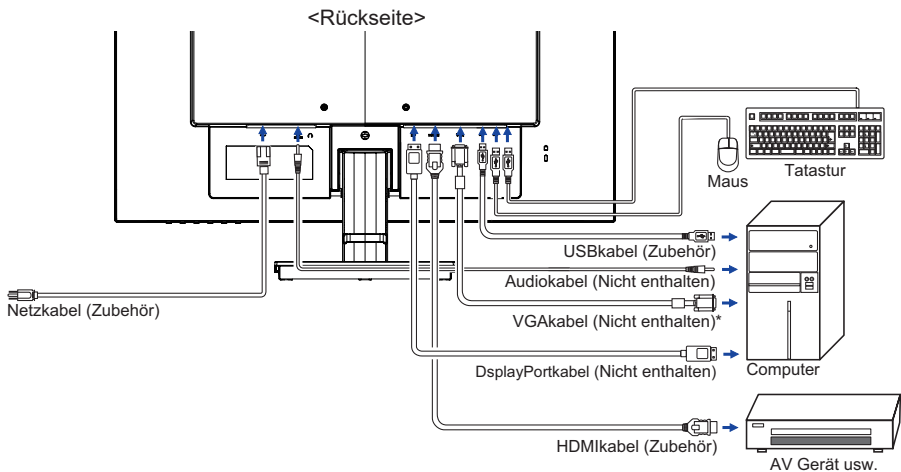 <Rückseite>
Maus
Tatastur
USBkabel (Zubehör)
Audiokabel (Nicht enthalten)
Netzkabel (Zubehör)
VGAkabel (Nicht enthalten)*
DsplayPortkabel (Nicht enthalten)
Computer
HDMIkabel (Zubehör)
AV Gerät usw.